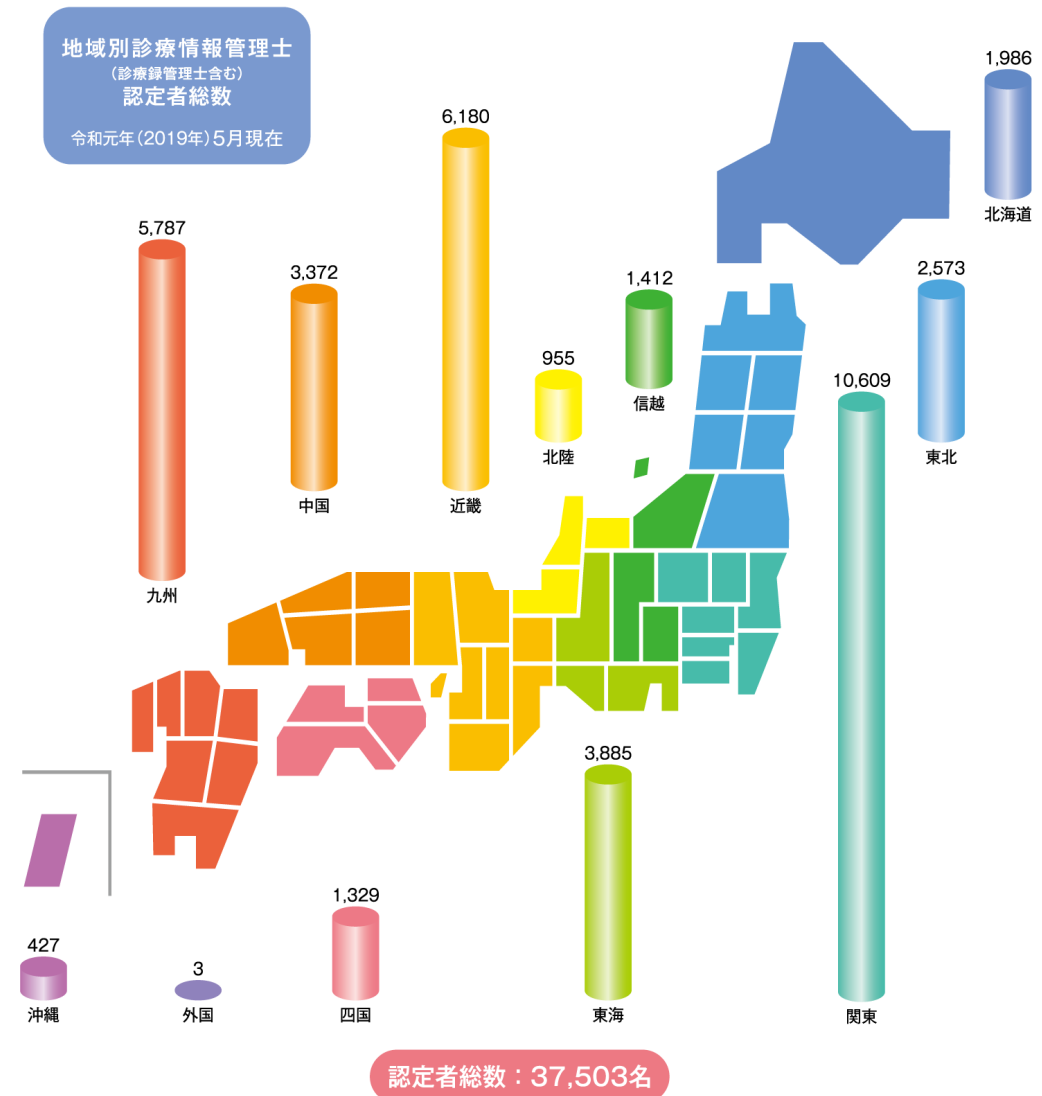 地域別診療情報管理士
（診療録管理士含む）
認定者総数
令和元年（2019年）5月現在
1,986
北海道
6,180
近畿
5,787
九州
3,372
中国
1,412
信越
2,573
東北
955
北陸
10,609
関東
3,885
東海
1,329
四国
427
沖縄
3
外国
認定者総数：37,503名